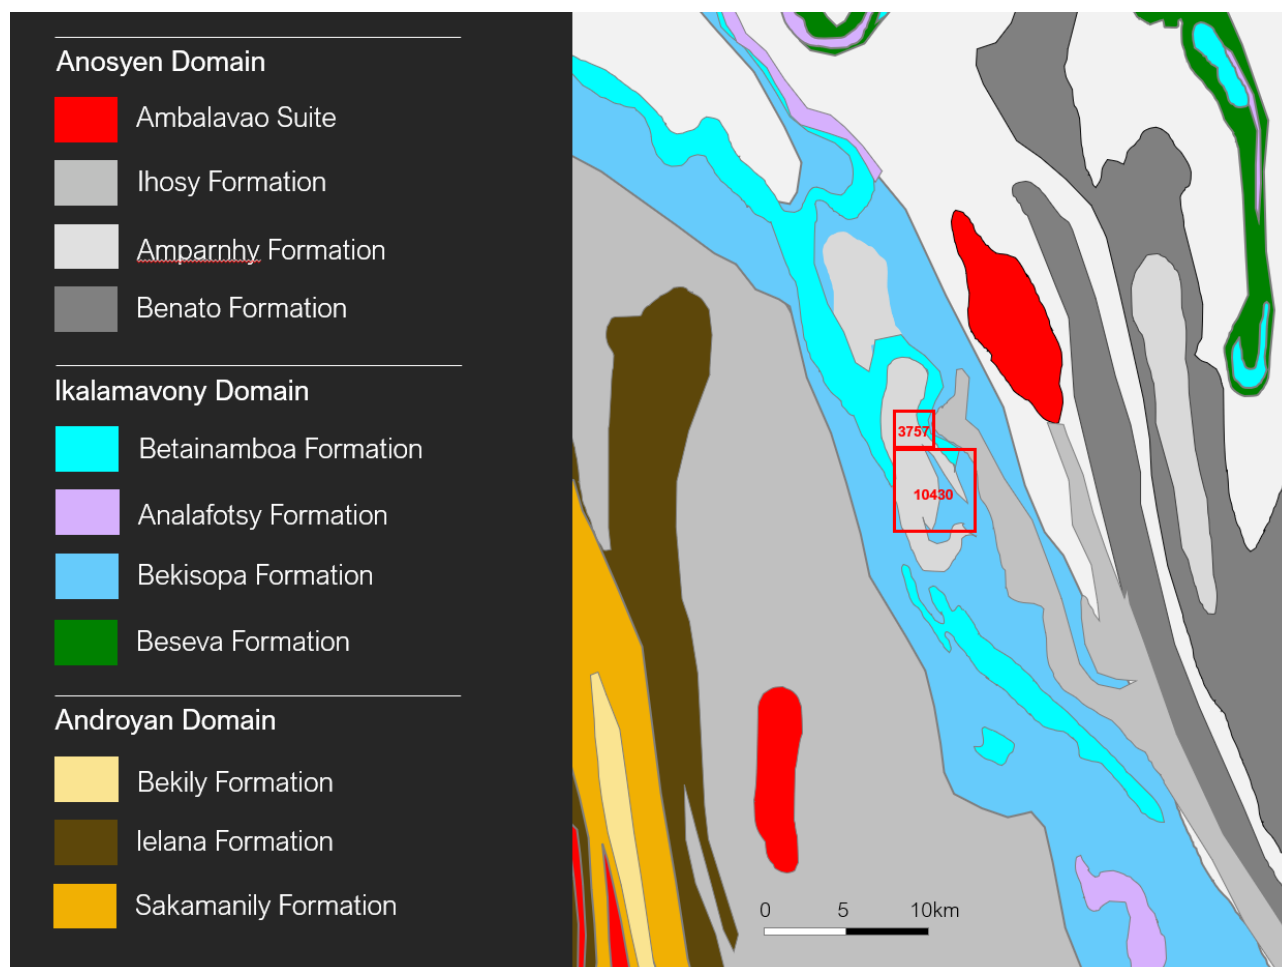 Anosyen Domain
Ambalavao Suite
Ihosy Formation
Amparnhy Formation
Benato Formation
Ikalamavony Domain
Betainamboa Formation
Analafotsy Formation
Bekisopa Formation
Beseva Formation
Androyan Domain
Bekily Formation
Ielana Formation
Sakamanily Formation
3757
10430
0 5 10km